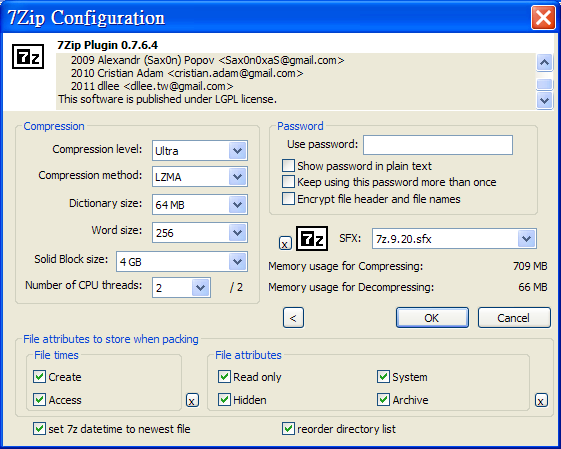 7Zip Configuration
7z
7Zip Plugin 0.7.6.4
2009 Alexandr (Sax0n) Popov <Sax0n0xaS@gmail.com>
2010 Cristian Adam <cristian.adam@gmail.com>
2011 dllee <dllee.tw@gmail.com>
This software is published under LGPL license.
Compression
Compression level: Ultra
Compression method: LZMA
Dictionary size: 64 MB
Word size: 256
Solid Block size: 4 GB
Number of CPU threads: 2 / 2
Password
Use password:
Show password in plain text
Keep using this password more than once
Encrypt file header and file names
x 7z SFX: 7z.9.20.sfx
Memory usage for Compressing: 709 MB
Memory usage for Decompressing: 66 MB
< OK Cancel
File attributes to store when packing
File times
Create
Access
x
File attributes
Read only System
Hidden Archive
x
set 7z datetime to newest file reorder directory list